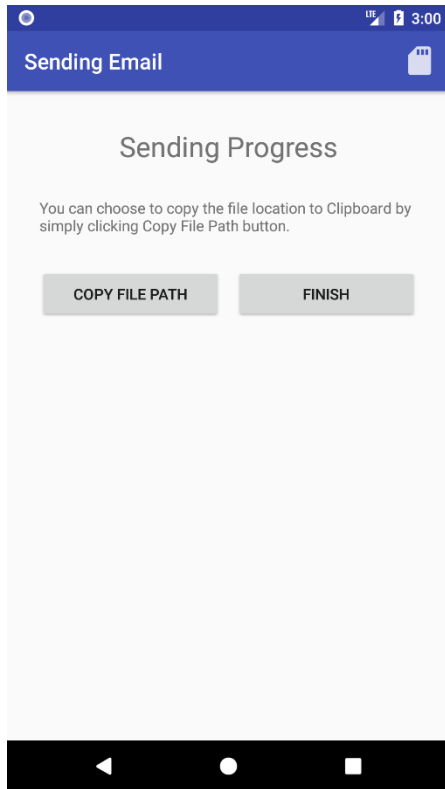 LTE 3:00
Sending Email
Sending Progress
You can choose to copy the file location to Clipboard by
simply clicking Copy File Path button.
COPY FILE PATH FINISH